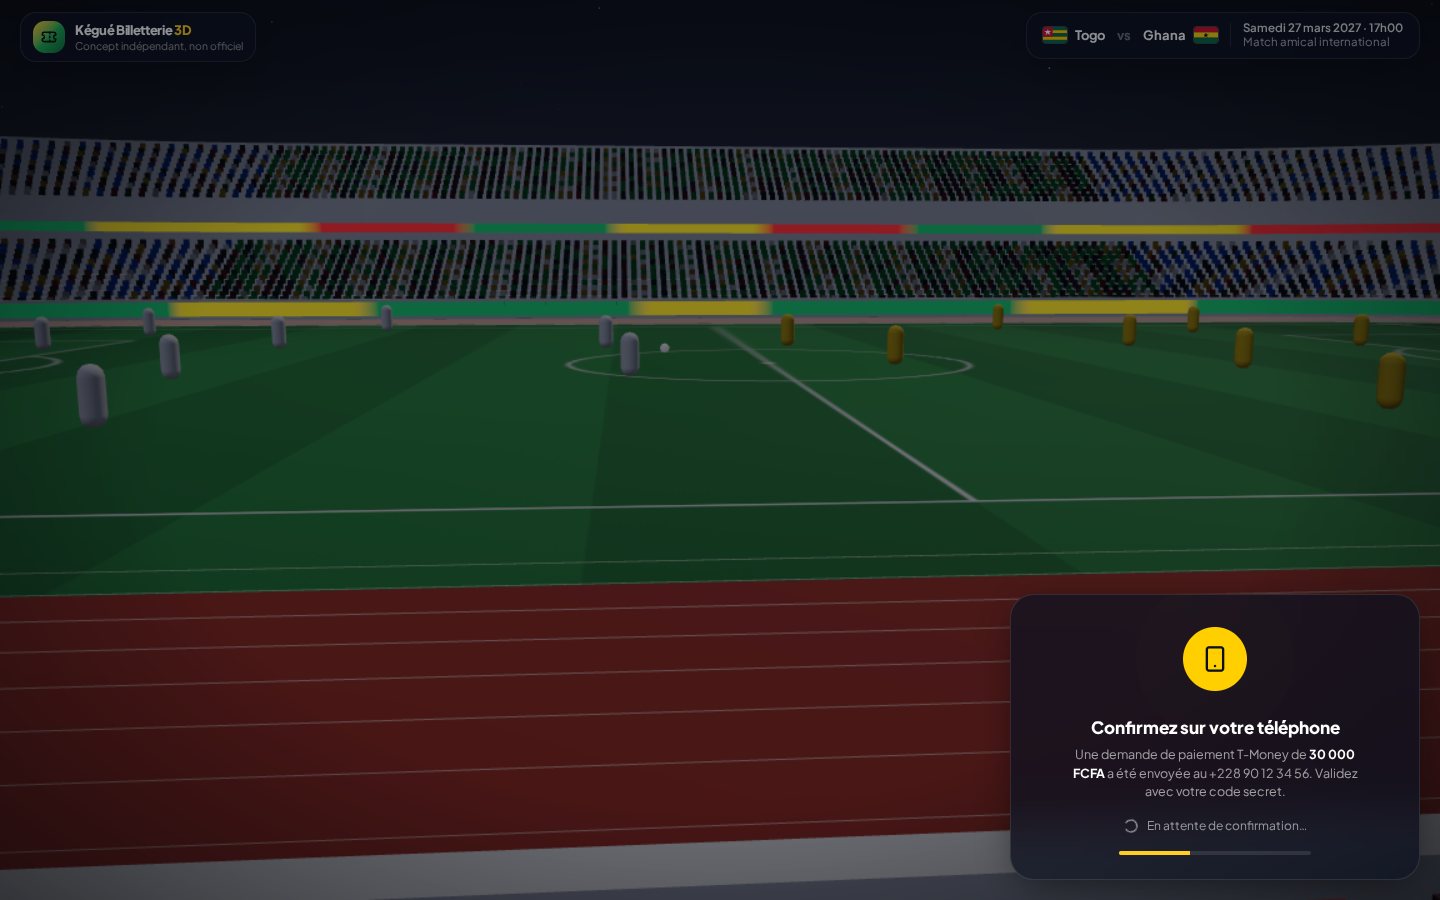 Kégué Billetterie 3D
Concept indépendant, non officiel
Togo vs Ghana
Samedi 27 mars 2027 · 17h00
Match amical international
Confirmez sur votre téléphone
Une demande de paiement T-Money de 30 000
FCFA a été envoyée au +228 90 12 34 56. Validez
avec votre code secret.
En attente de confirmation…